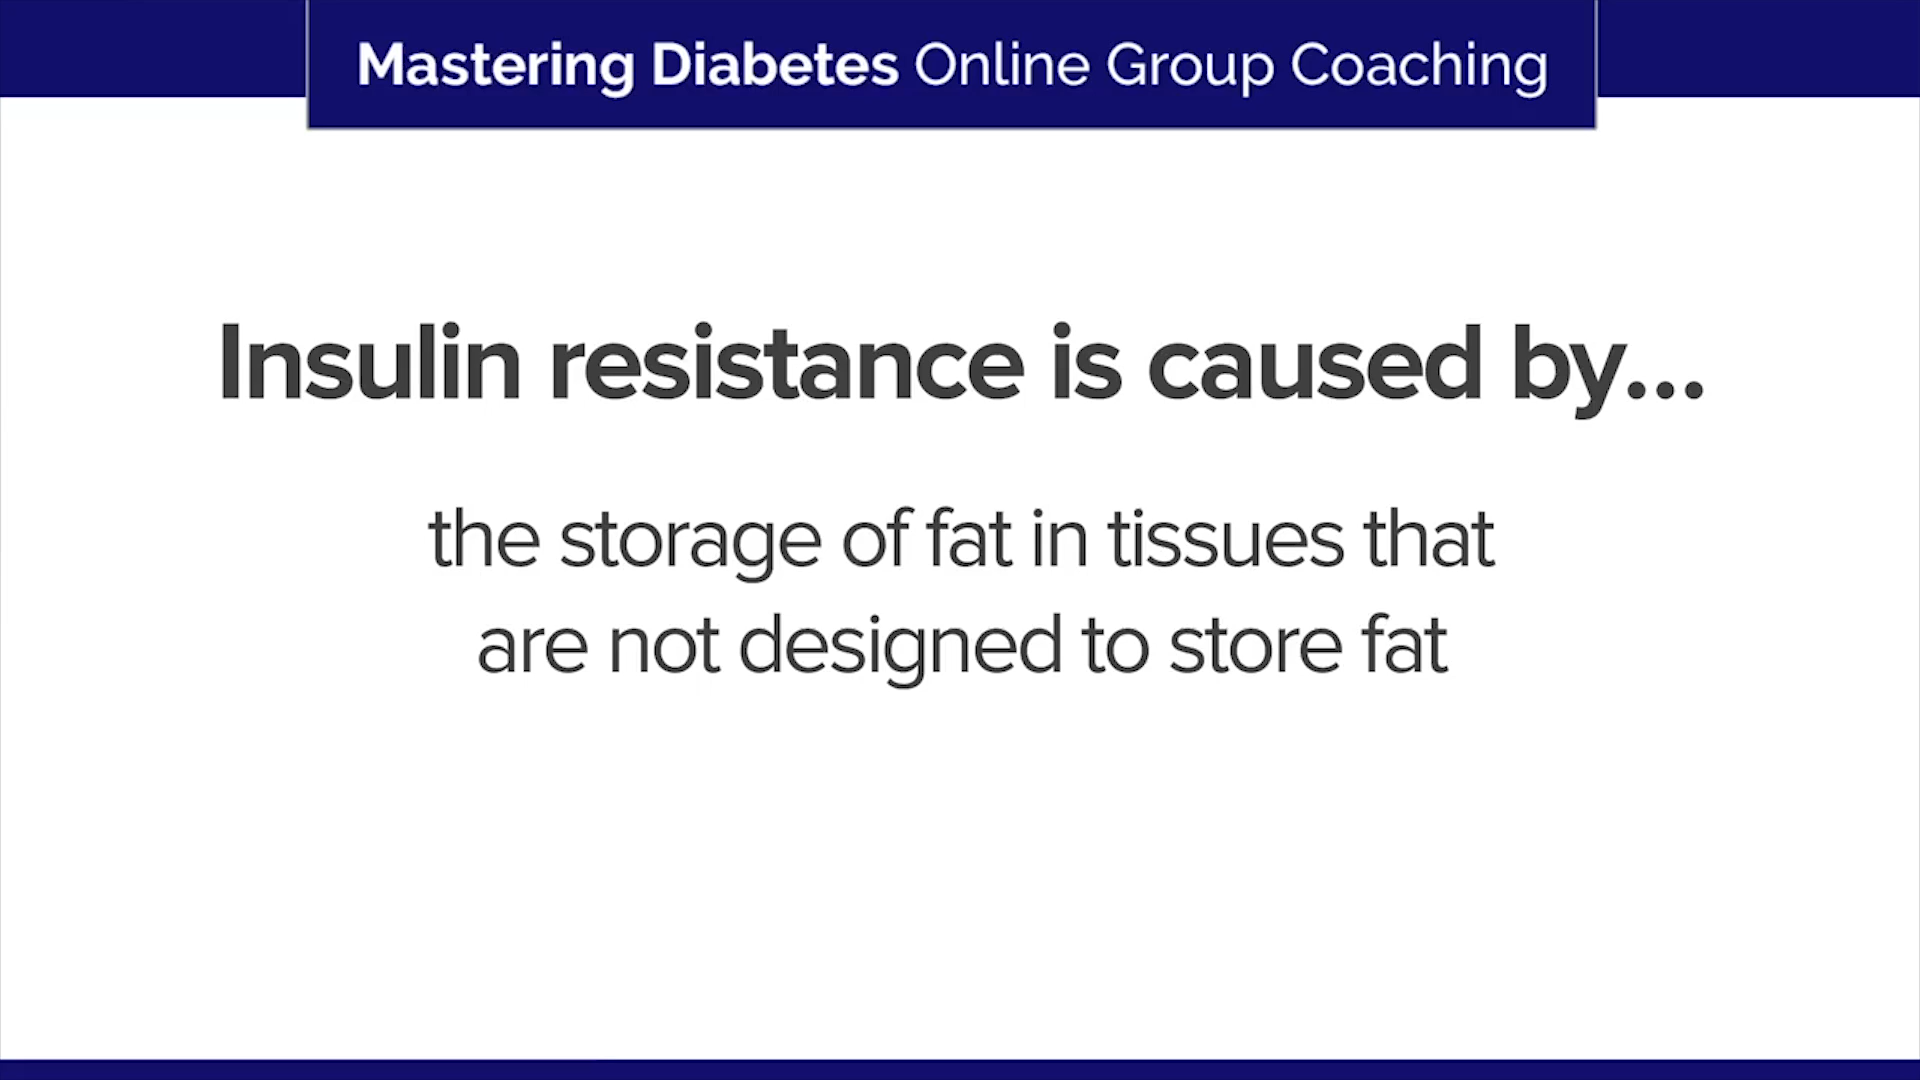 Mastering Diabetes Online Group Coaching
Insulin resistance is caused by...
the storage of fat in tissues that
are not designed to store fat